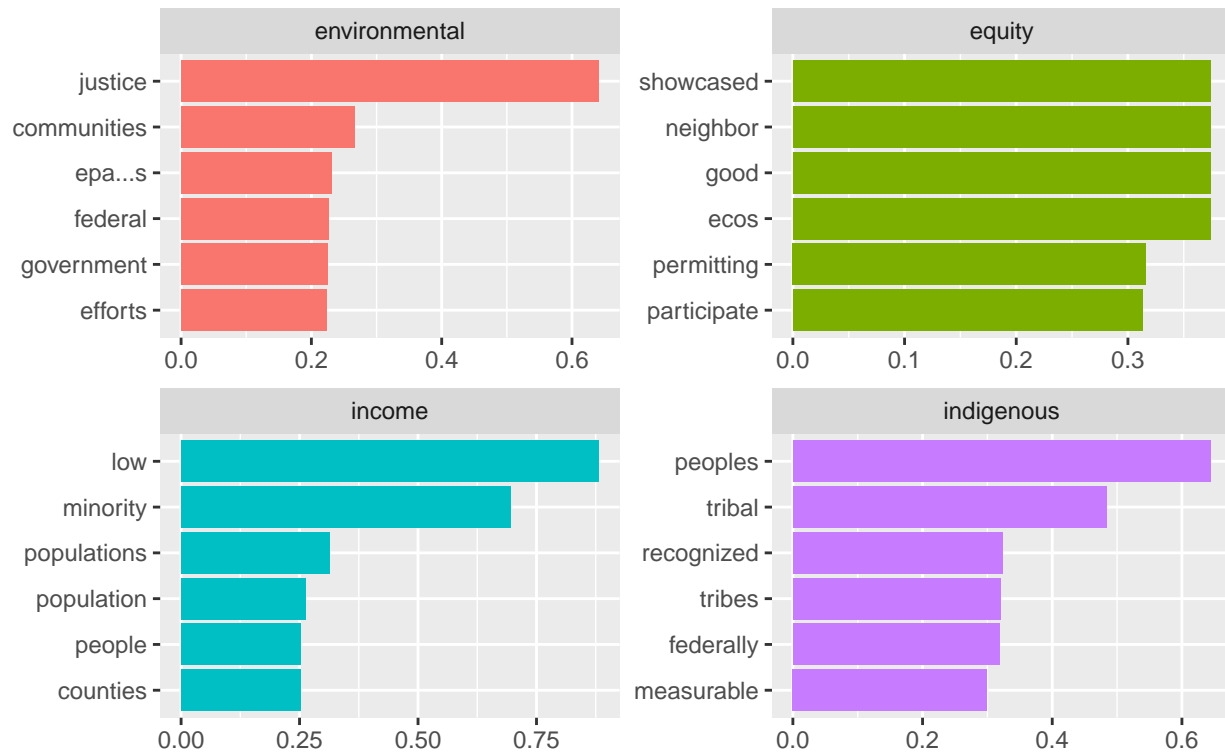 environmental
justice
communities
epa...s
federal
government
efforts
0.0 0.2 0.4 0.6
equity
showcased
neighbor
good
ecos
permitting
participate
0.0 0.1 0.2 0.3
income
low
minority
populations
population
people
counties
0.00 0.25 0.50 0.75
indigenous
peoples
tribal
recognized
tribes
federally
measurable
0.0 0.2 0.4 0.6